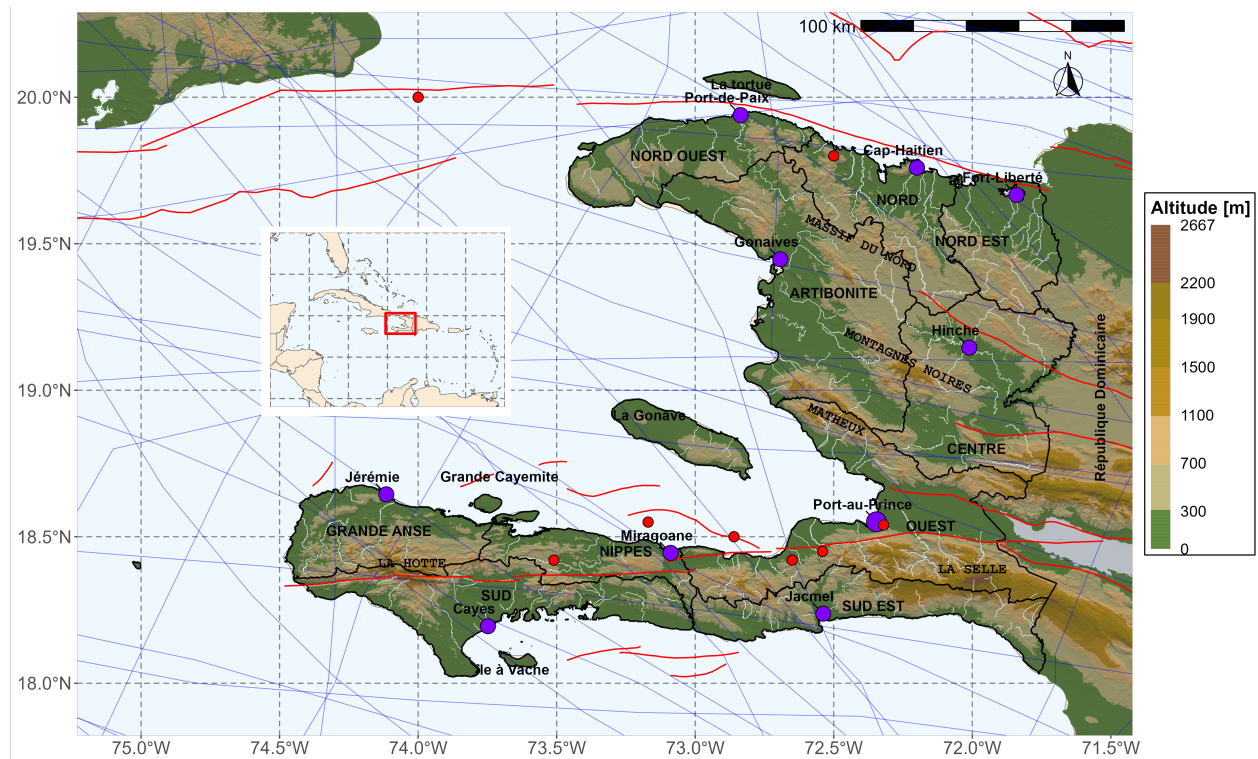 100 km
N
La tortue
Port-de-Paix
20.0°N
Cap-Haitien
NORD OUEST
Fort-Liberté
NORD
Altitude [m]
2667
MASSIF DU NORD
Gonaives
NORD EST
19.5°N
2200
ARTIBONITE
1900
Hinche
MONTAGNES NOIRES
République Dominicaine
1500
19.0°N
1100
La Gonâve
MATHEUX
CENTRE
700
Jérémie
Grande Cayemite
Port-au-Prince
300
18.5°N
GRANDE ANSE
OUEST
Miragoane
NIPPES
0
LA HOTTE
LA SELLE
SUD
Jacmel
SUD EST
Cayes
île à Vache
18.0°N
75.0°W
74.5°W
74.0°W
73.5°W
73.0°W
72.5°W
72.0°W
71.5°W